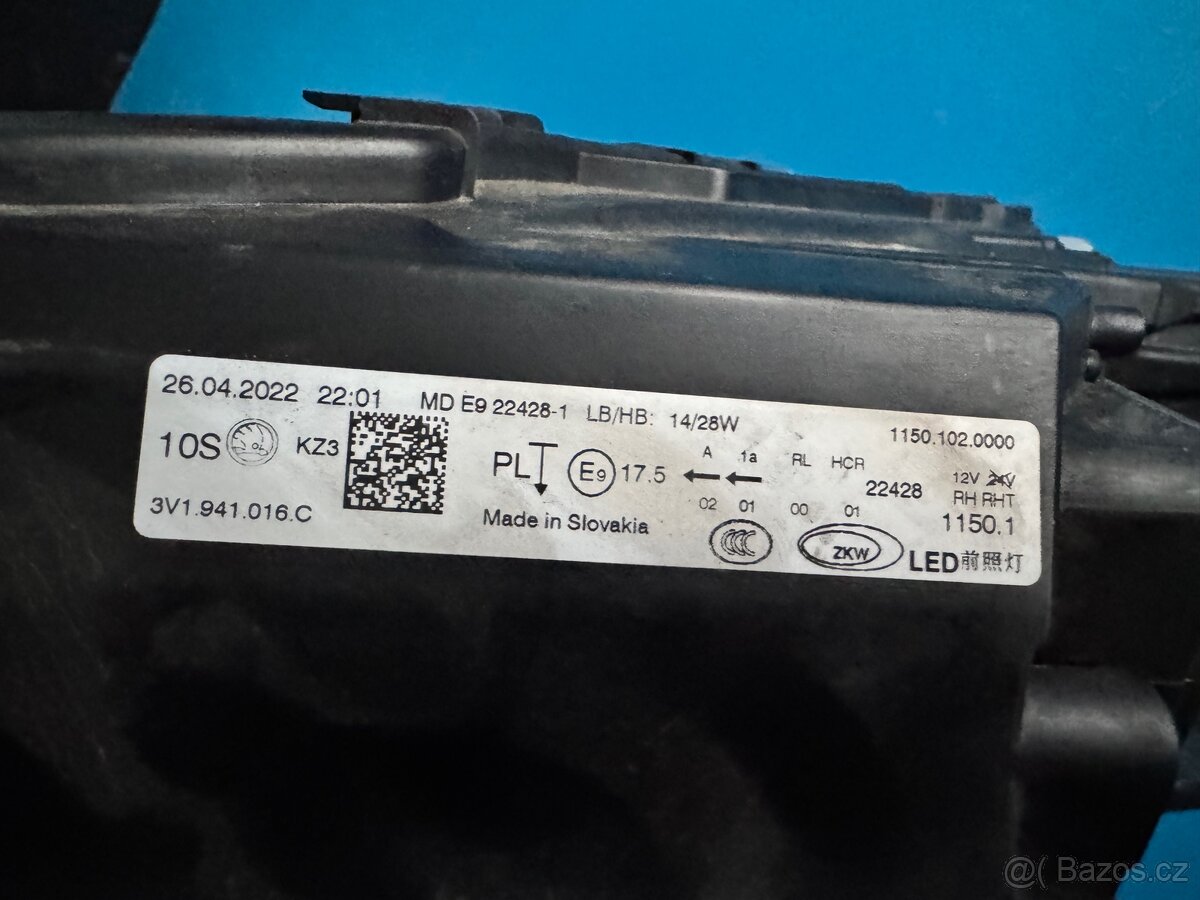 26.04.2022 22:01 MD E9 22428-1 LB/HB: 14/28W 1150.102.0000
10S KZ3 PL E9 17.5 A 1a RL HCR 22428 12V 24V
02 01 00 01 RH RHT
3V1.941.016.C Made in Slovakia 1150.1
CCC ZKW LED前照灯
@( Bazos.cz